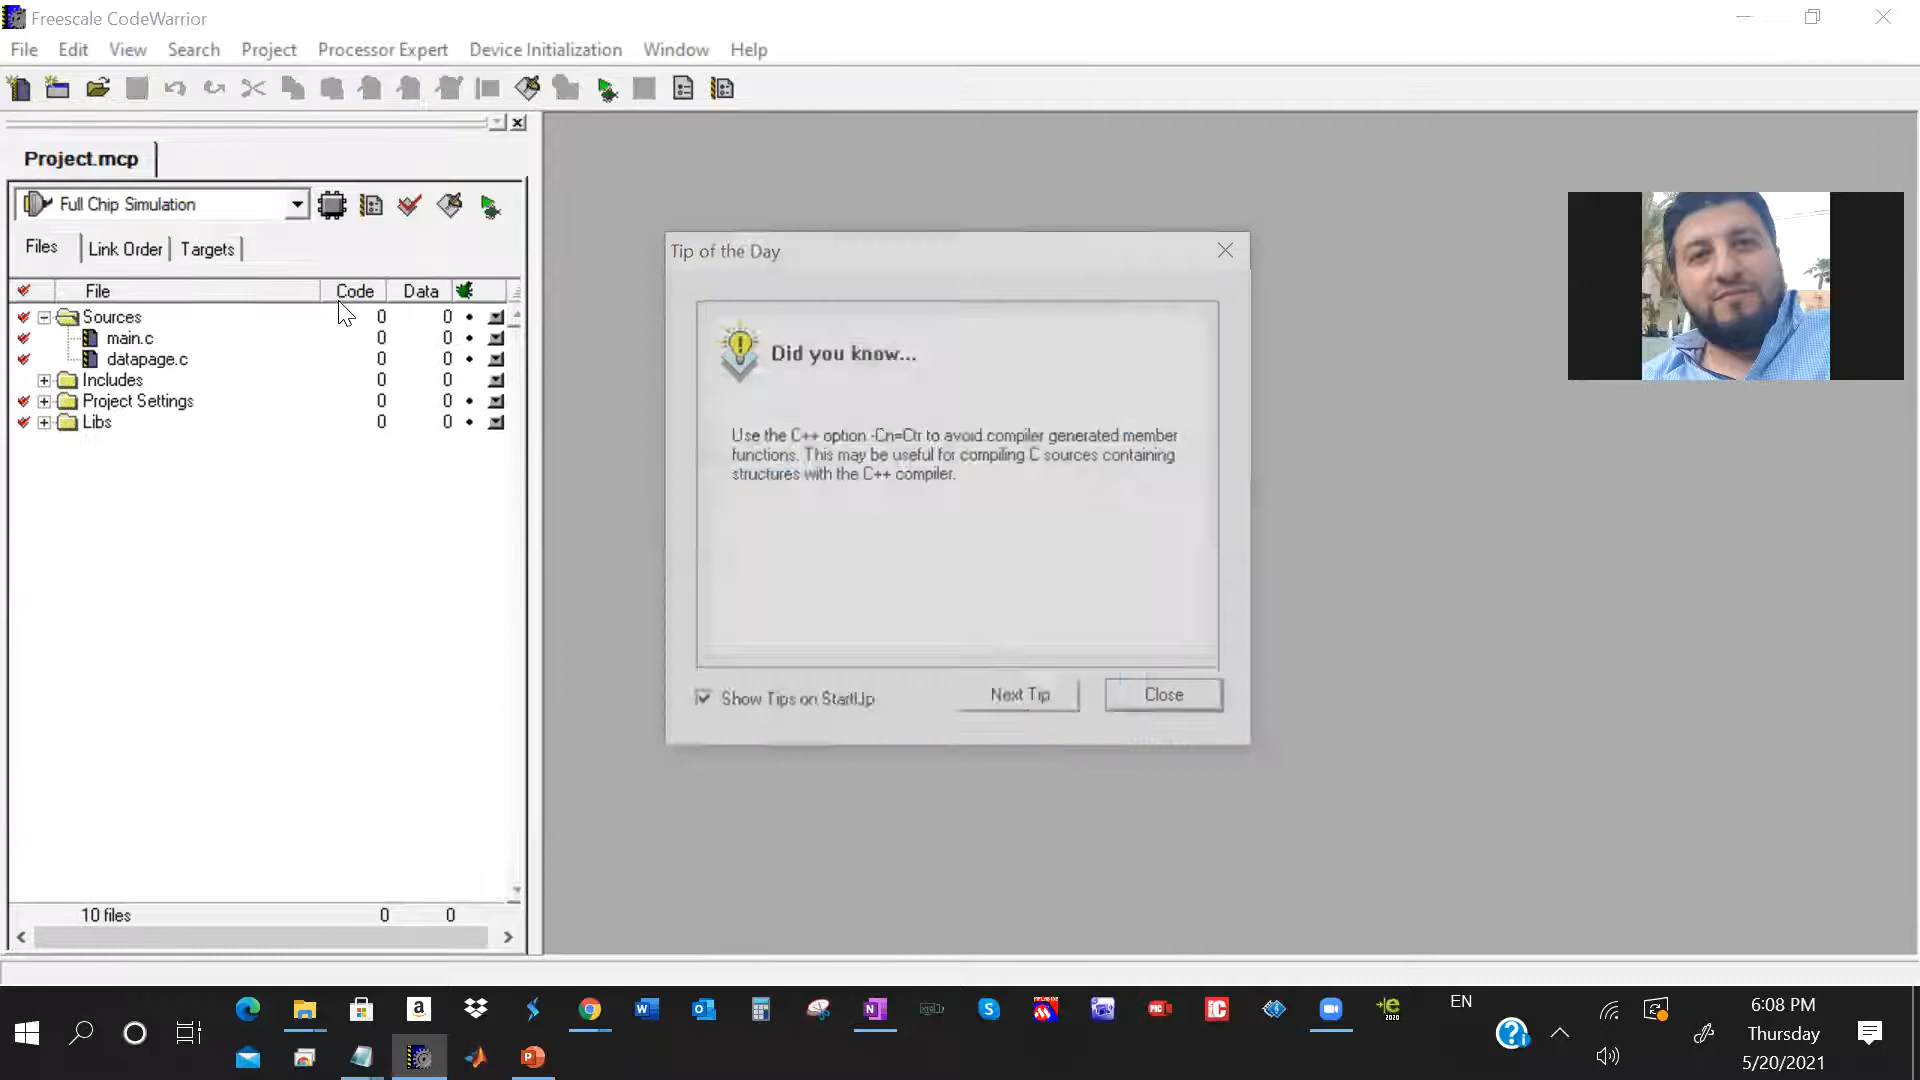 Freescale CodeWarrior
File Edit View Search Project Processor Expert Device Initialization Window Help
Project.mcp
Full Chip Simulation
Files Link Order Targets
File Code Data
Sources 0 0
main.c 0 0
datapage.c 0 0
Includes 0 0
Project Settings 0 0
Libs 0 0
10 files 0 0
Tip of the Day
Did you know...
Use the C++ option -Cn=Ctr to avoid compiler generated member
functions. This may be useful for compiling C sources containing
structures with the C++ compiler.
Show Tips on StartUp Next Tip Close
EN
6:08 PM
Thursday
5/20/2021